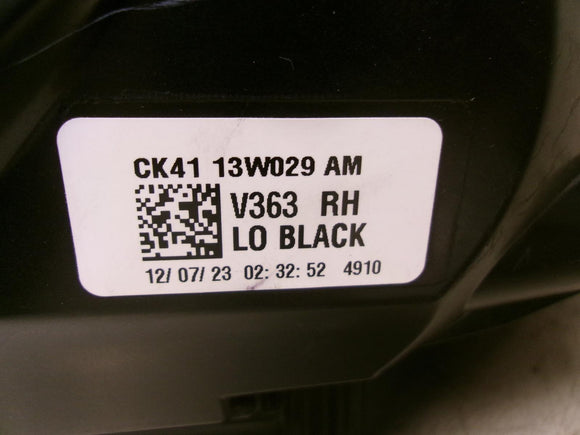 CK41 13W029 AM
V363 RH
LO BLACK
12/ 07/ 23 02: 32: 52 4910